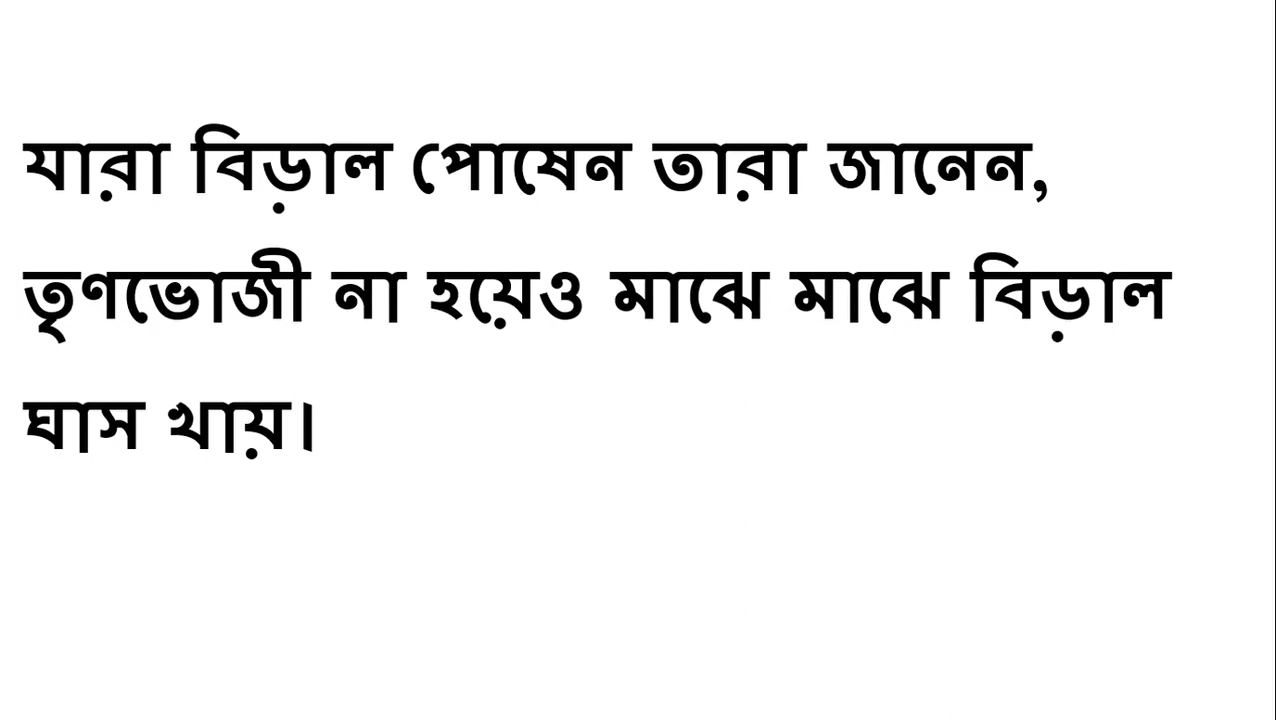 যারা বিড়াল পোষেন তারা জানেন,
তৃণভোজী না হয়েও মাঝে মাঝে বিড়াল
ঘাস খায়।